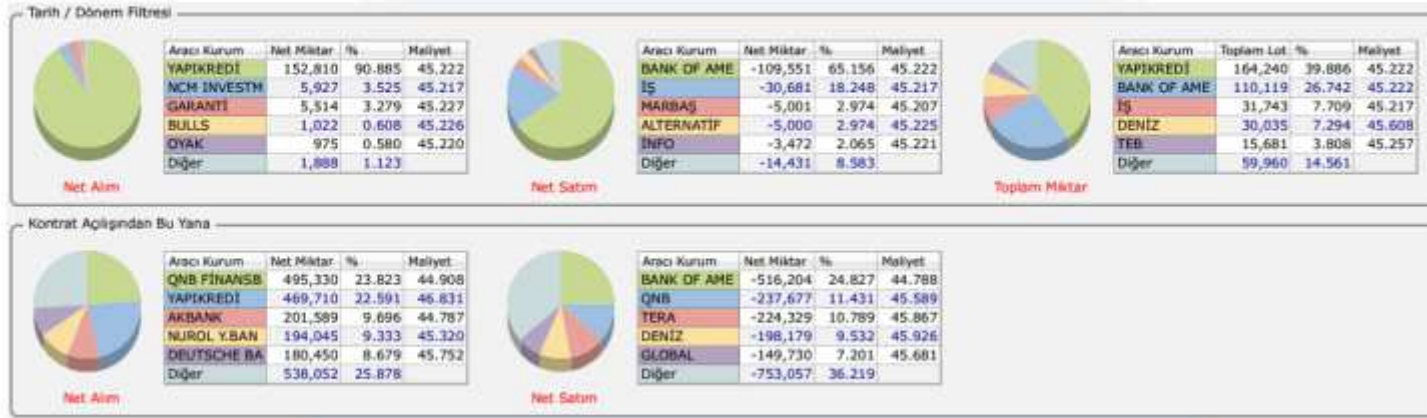 Tarih / Dönem Filtresi
Aracı Kurum Net Miktar % Maliyet
YAPIKREDİ 152,810 90.885 45.222
NCM INVESTM 5,927 3.525 45.217
GARANTİ 5,514 3.279 45.227
BULLS 1,022 0.608 45.226
OYAK 975 0.580 45.220
Diğer 1,888 1.123
Net Alım
Aracı Kurum Net Miktar % Maliyet
BANK OF AME -109,551 65.156 45.222
İŞ -30,681 18.248 45.217
MARBAŞ -5,001 2.974 45.207
ALTERNATİF -5,000 2.974 45.225
İNFO -3,472 2.065 45.221
Diğer -14,431 8.583
Net Satım
Aracı Kurum Toplam Lot % Maliyet
YAPIKREDİ 164,240 39.886 45.222
BANK OF AME 110,119 26.742 45.222
İŞ 31,743 7.709 45.217
DENİZ 30,035 7.294 45.608
TEB 15,681 3.808 45.257
Diğer 59,960 14.561
Toplam Miktar
Kontrat Açılışından Bu Yana
Aracı Kurum Net Miktar % Maliyet
QNB FİNANSB 495,330 23.823 44.908
YAPIKREDİ 469,710 22.591 46.831
AKBANK 201,589 9.696 44.787
NUROL Y.BAN 194,045 9.333 45.320
DEUTSCHE BA 180,450 8.679 45.752
Diğer 538,052 25.878
Net Alım
Aracı Kurum Net Miktar % Maliyet
BANK OF AME -516,204 24.827 44.788
QNB -237,677 11.431 45.589
TERA -224,329 10.789 45.867
DENİZ -198,179 9.532 45.926
GLOBAL -149,730 7.201 45.681
Diğer -753,057 36.219
Net Satım